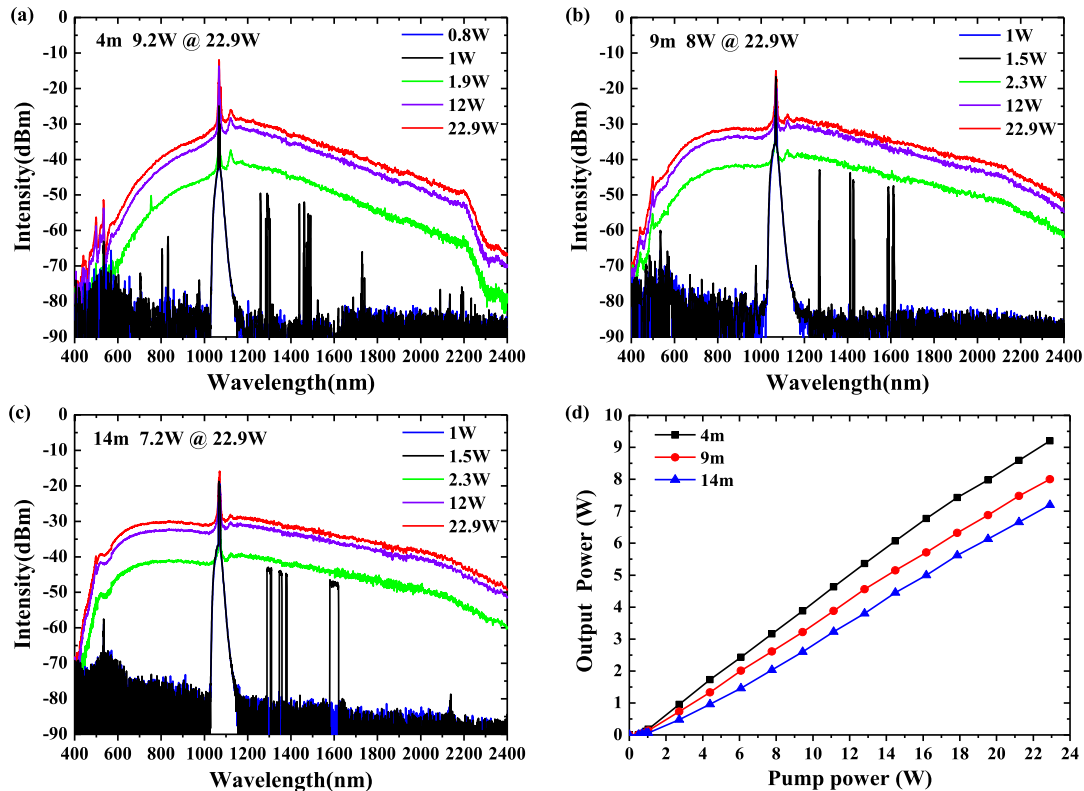 (a)
4m 9.2W @ 22.9W
0.8W
1W
1.9W
12W
22.9W
0
-10
-20
-30
-40
-50
-60
-70
-80
-90
Intensity(dBm)
400 600 800 1000 1200 1400 1600 1800 2000 2200 2400
Wavelength(nm)
(b)
9m 8W @ 22.9W
1W
1.5W
2.3W
12W
22.9W
0
-10
-20
-30
-40
-50
-60
-70
-80
-90
Intensity(dBm)
400 600 800 1000 1200 1400 1600 1800 2000 2200 2400
Wavelength(nm)
(c)
14m 7.2W @ 22.9W
1W
1.5W
2.3W
12W
22.9W
0
-10
-20
-30
-40
-50
-60
-70
-80
-90
Intensity(dBm)
400 600 800 1000 1200 1400 1600 1800 2000 2200 2400
Wavelength(nm)
(d)
4m
9m
14m
10
9
8
7
6
5
4
3
2
1
0
Output Power (W)
0 2 4 6 8 10 12 14 16 18 20 22 24
Pump power (W)